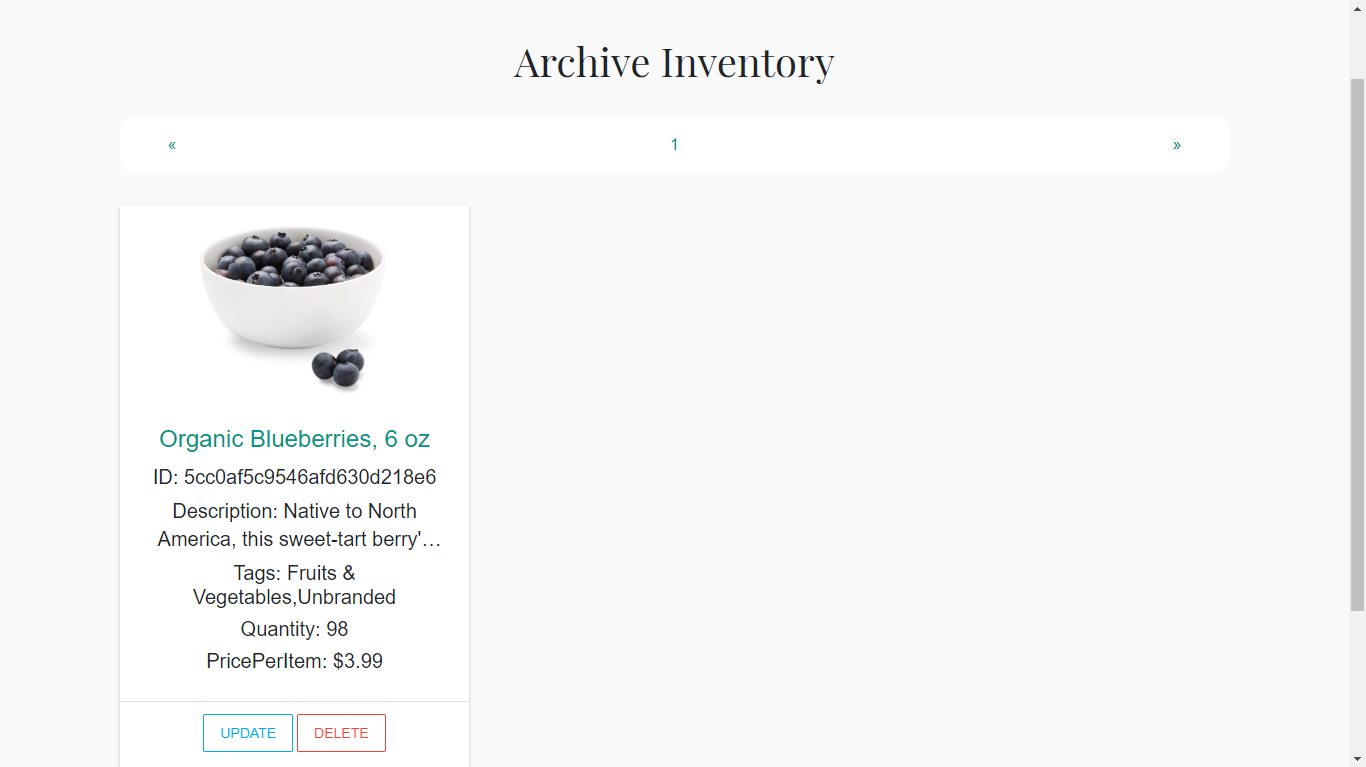 Archive Inventory
« 1 »
Organic Blueberries, 6 oz
ID: 5cc0af5c9546afd630d218e6
Description: Native to North
America, this sweet-tart berry'...
Tags: Fruits &
Vegetables,Unbranded
Quantity: 98
PricePerItem: $3.99
UPDATE DELETE